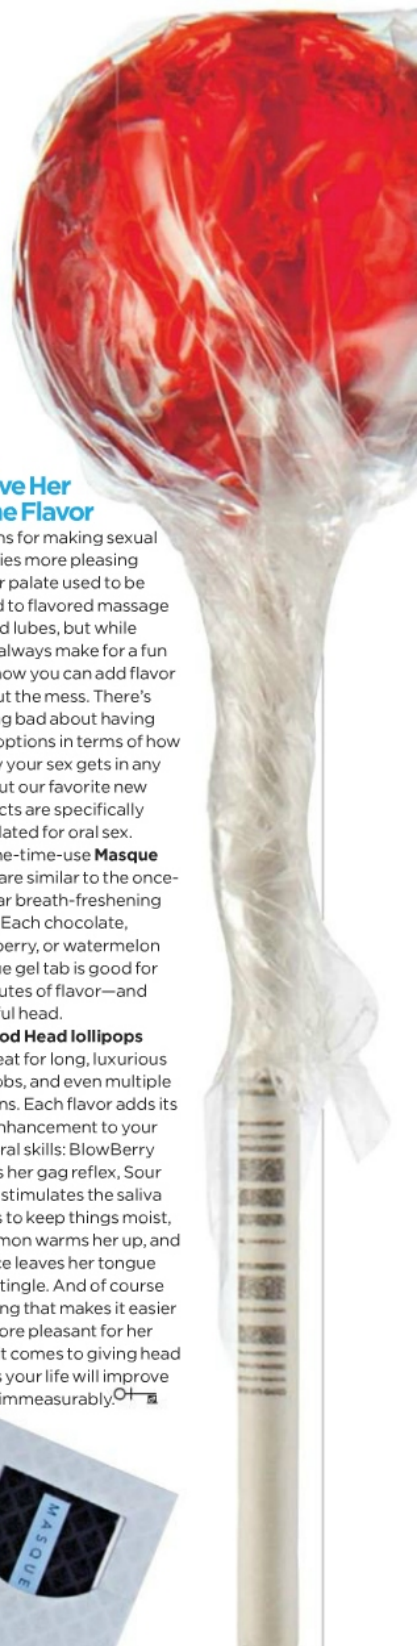 ve Her
e Flavor
ns for making sexual
ies more pleasing
r palate used to be
d to flavored massage
d lubes, but while
always make for a fun
now you can add flavor
ut the mess. There's
g bad about having
options in terms of how
y your sex gets in any
ut our favorite new
cts are specifically
lated for oral sex.
ne-time-use Masque
are similar to the once-
ar breath-freshening
Each chocolate,
berry, or watermelon
e gel tab is good for
utes of flavor—and
ful head.
od Head lollipops
eat for long, luxurious
obs, and even multiple
ns. Each flavor adds its
nhancement to your
ral skills: BlowBerry
s her gag reflex, Sour
stimulates the saliva
s to keep things moist,
mon warms her up, and
ce leaves her tongue
tingle. And of course
ng that makes it easier
ore pleasant for her
t comes to giving head
s your life will improve
immeasurably.
MASQUE